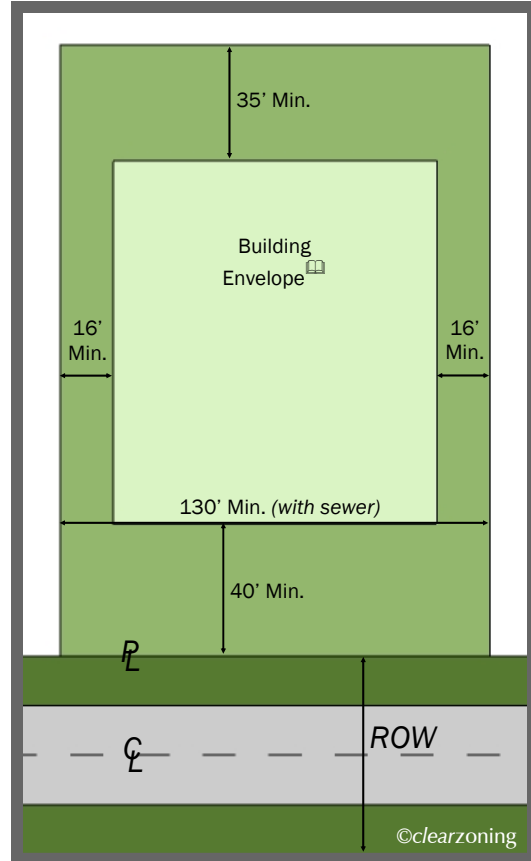 35’ Min.
Building
Envelope
16’
Min.
16’
Min.
130’ Min. (with sewer)
40’ Min.
PL
CL
ROW
©clearzoning